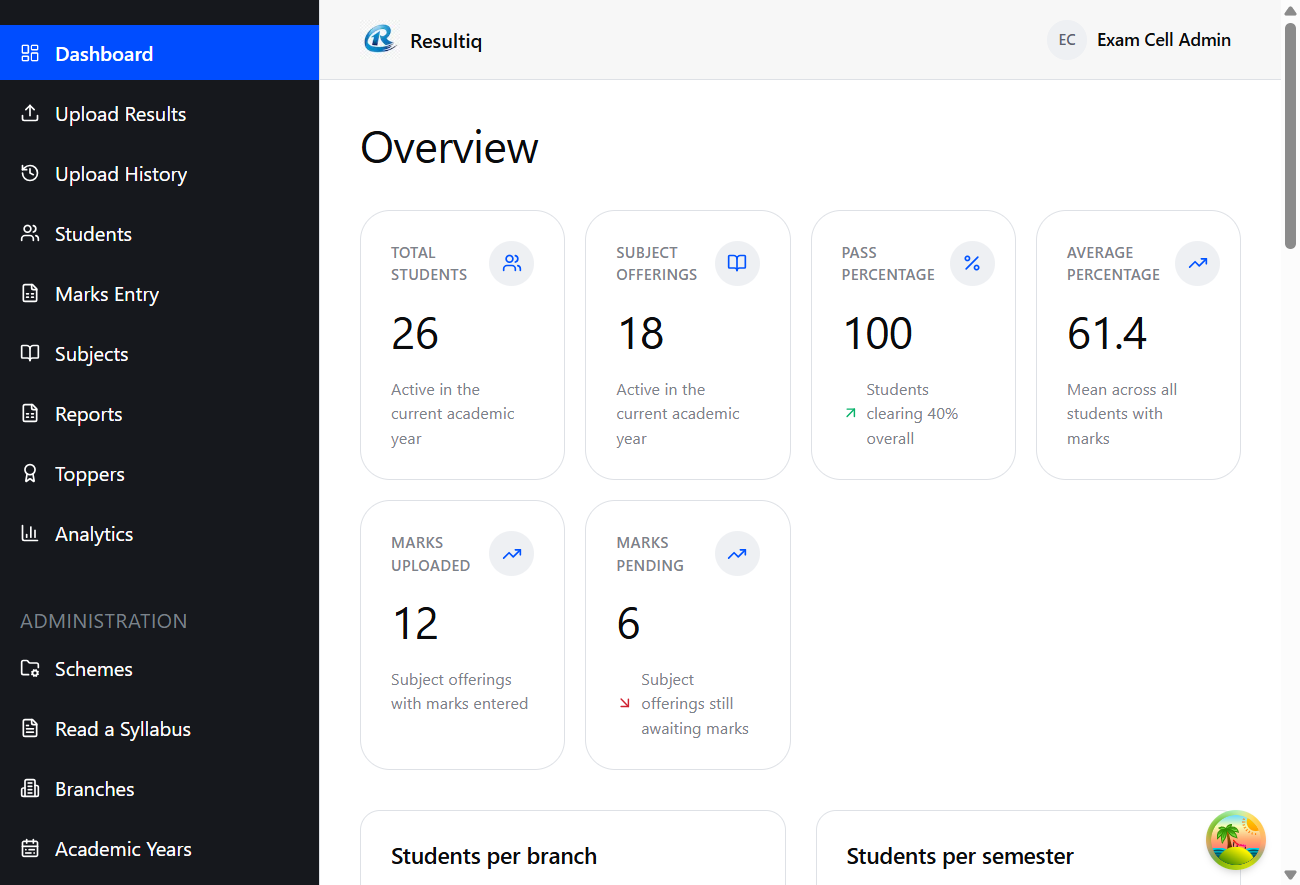 Dashboard
Upload Results
Upload History
Students
Marks Entry
Subjects
Reports
Toppers
Analytics
ADMINISTRATION
Schemes
Read a Syllabus
Branches
Academic Years
Resultiq
EC
Exam Cell Admin
Overview
TOTAL
STUDENTS
26
Active in the
current academic
year
SUBJECT
OFFERINGS
18
Active in the
current academic
year
PASS
PERCENTAGE
%
100
Students
clearing 40%
overall
AVERAGE
PERCENTAGE
61.4
Mean across all
students with
marks
MARKS
UPLOADED
12
Subject offerings
with marks entered
MARKS
PENDING
6
Subject
offerings still
awaiting marks
Students per branch
Students per semester